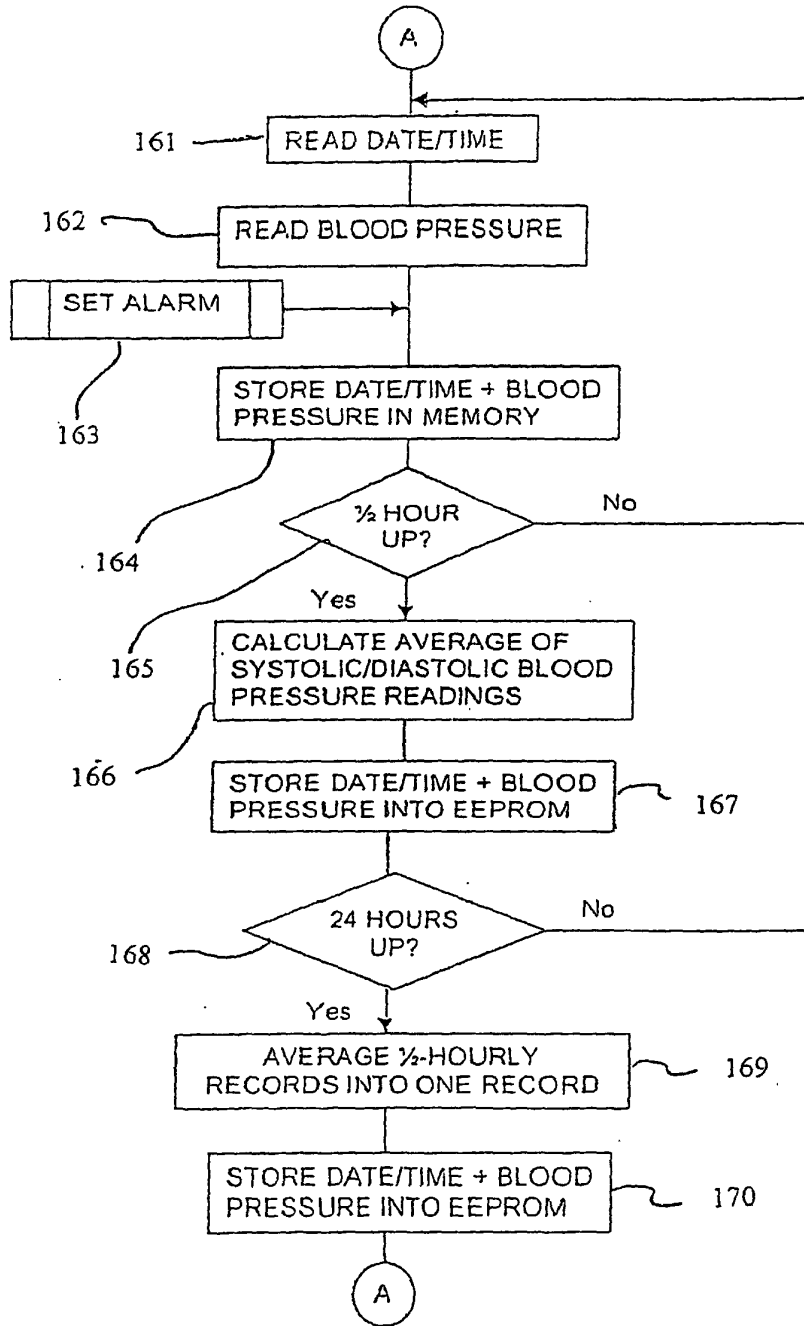 A
161
READ DATE/TIME
162
READ BLOOD PRESSURE
SET ALARM
163
STORE DATE/TIME + BLOOD
PRESSURE IN MEMORY
164
½ HOUR
UP?
No
165
Yes
CALCULATE AVERAGE OF
SYSTOLIC/DIASTOLIC BLOOD
PRESSURE READINGS
166
STORE DATE/TIME + BLOOD
PRESSURE INTO EEPROM
167
24 HOURS
UP?
No
168
Yes
AVERAGE ½-HOURLY
RECORDS INTO ONE RECORD
169
STORE DATE/TIME + BLOOD
PRESSURE INTO EEPROM
170
A